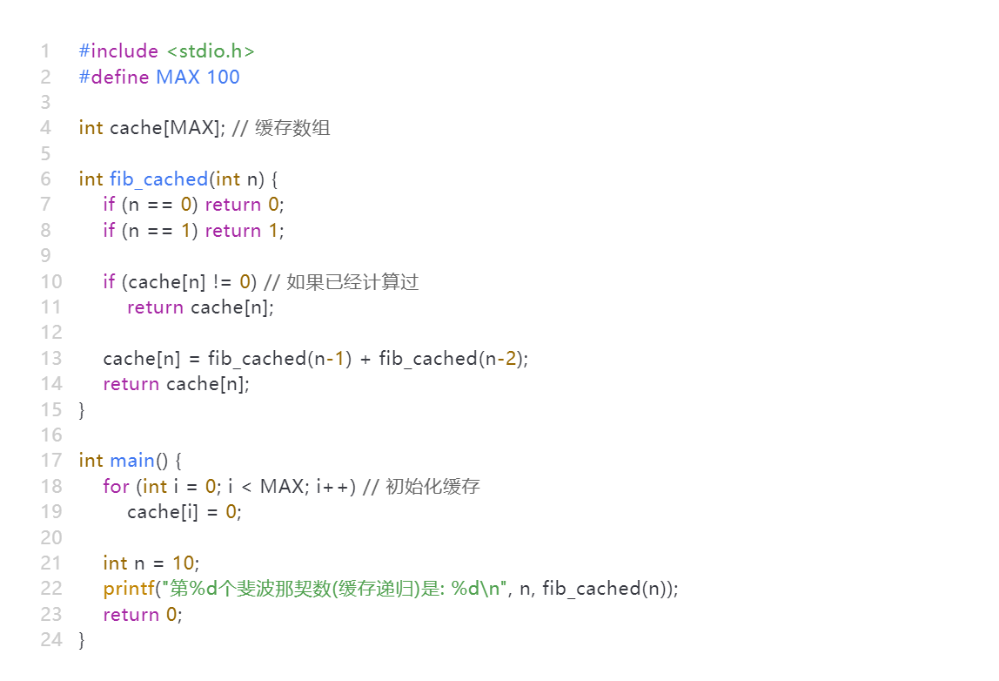 1 #include <stdio.h>
2 #define MAX 100
3
4 int cache[MAX]; // 缓存数组
5
6 int fib_cached(int n) {
7     if (n == 0) return 0;
8     if (n == 1) return 1;
9
10     if (cache[n] != 0) // 如果已经计算过
11         return cache[n];
12
13     cache[n] = fib_cached(n-1) + fib_cached(n-2);
14     return cache[n];
15 }
16
17 int main() {
18     for (int i = 0; i < MAX; i++) // 初始化缓存
19         cache[i] = 0;
20
21     int n = 10;
22     printf("第%d个斐波那契数(缓存递归)是: %d\n", n, fib_cached(n));
23     return 0;
24 }